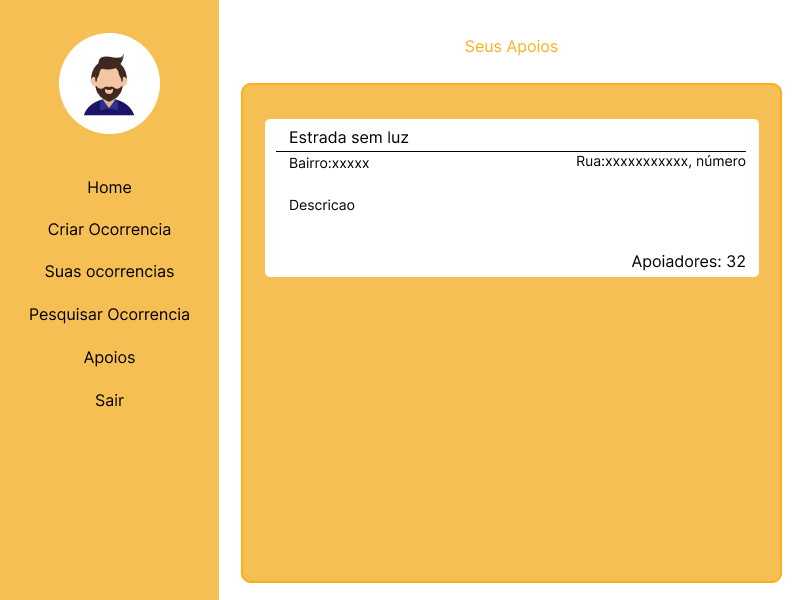 Home
Criar Ocorrencia
Suas ocorrencias
Pesquisar Ocorrencia
Apoios
Sair
Seus Apoios
Estrada sem luz
Bairro:xxxxx
Rua:xxxxxxxxxxx, número
Descricao
Apoiadores: 32